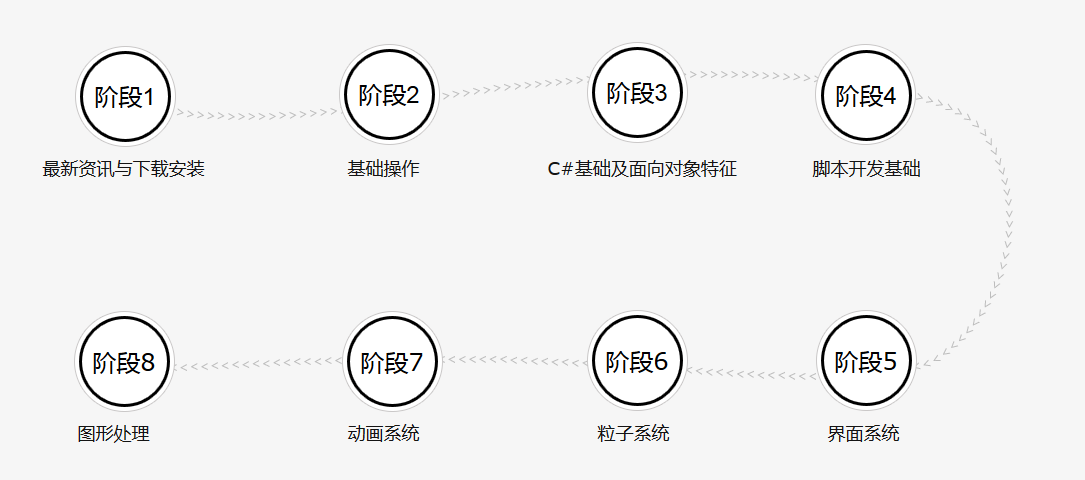 阶段1
阶段2
阶段3
阶段4
最新资讯与下载安装
基础操作
C#基础及面向对象特征
脚本开发基础
阶段8
阶段7
阶段6
阶段5
图形处理
动画系统
粒子系统
界面系统